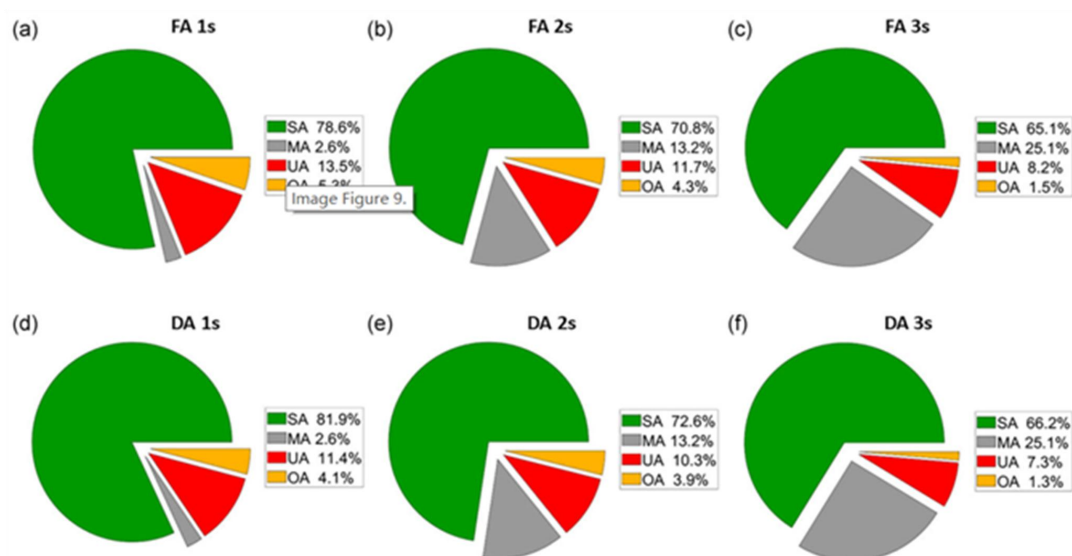 (a) FA 1s
SA 78.6%
MA 2.6%
UA 13.5%
Image Figure 9.
(b) FA 2s
SA 70.8%
MA 13.2%
UA 11.7%
OA 4.3%
(c) FA 3s
SA 65.1%
MA 25.1%
UA 8.2%
OA 1.5%
(d) DA 1s
SA 81.9%
MA 2.6%
UA 11.4%
OA 4.1%
(e) DA 2s
SA 72.6%
MA 13.2%
UA 10.3%
OA 3.9%
(f) DA 3s
SA 66.2%
MA 25.1%
UA 7.3%
OA 1.3%